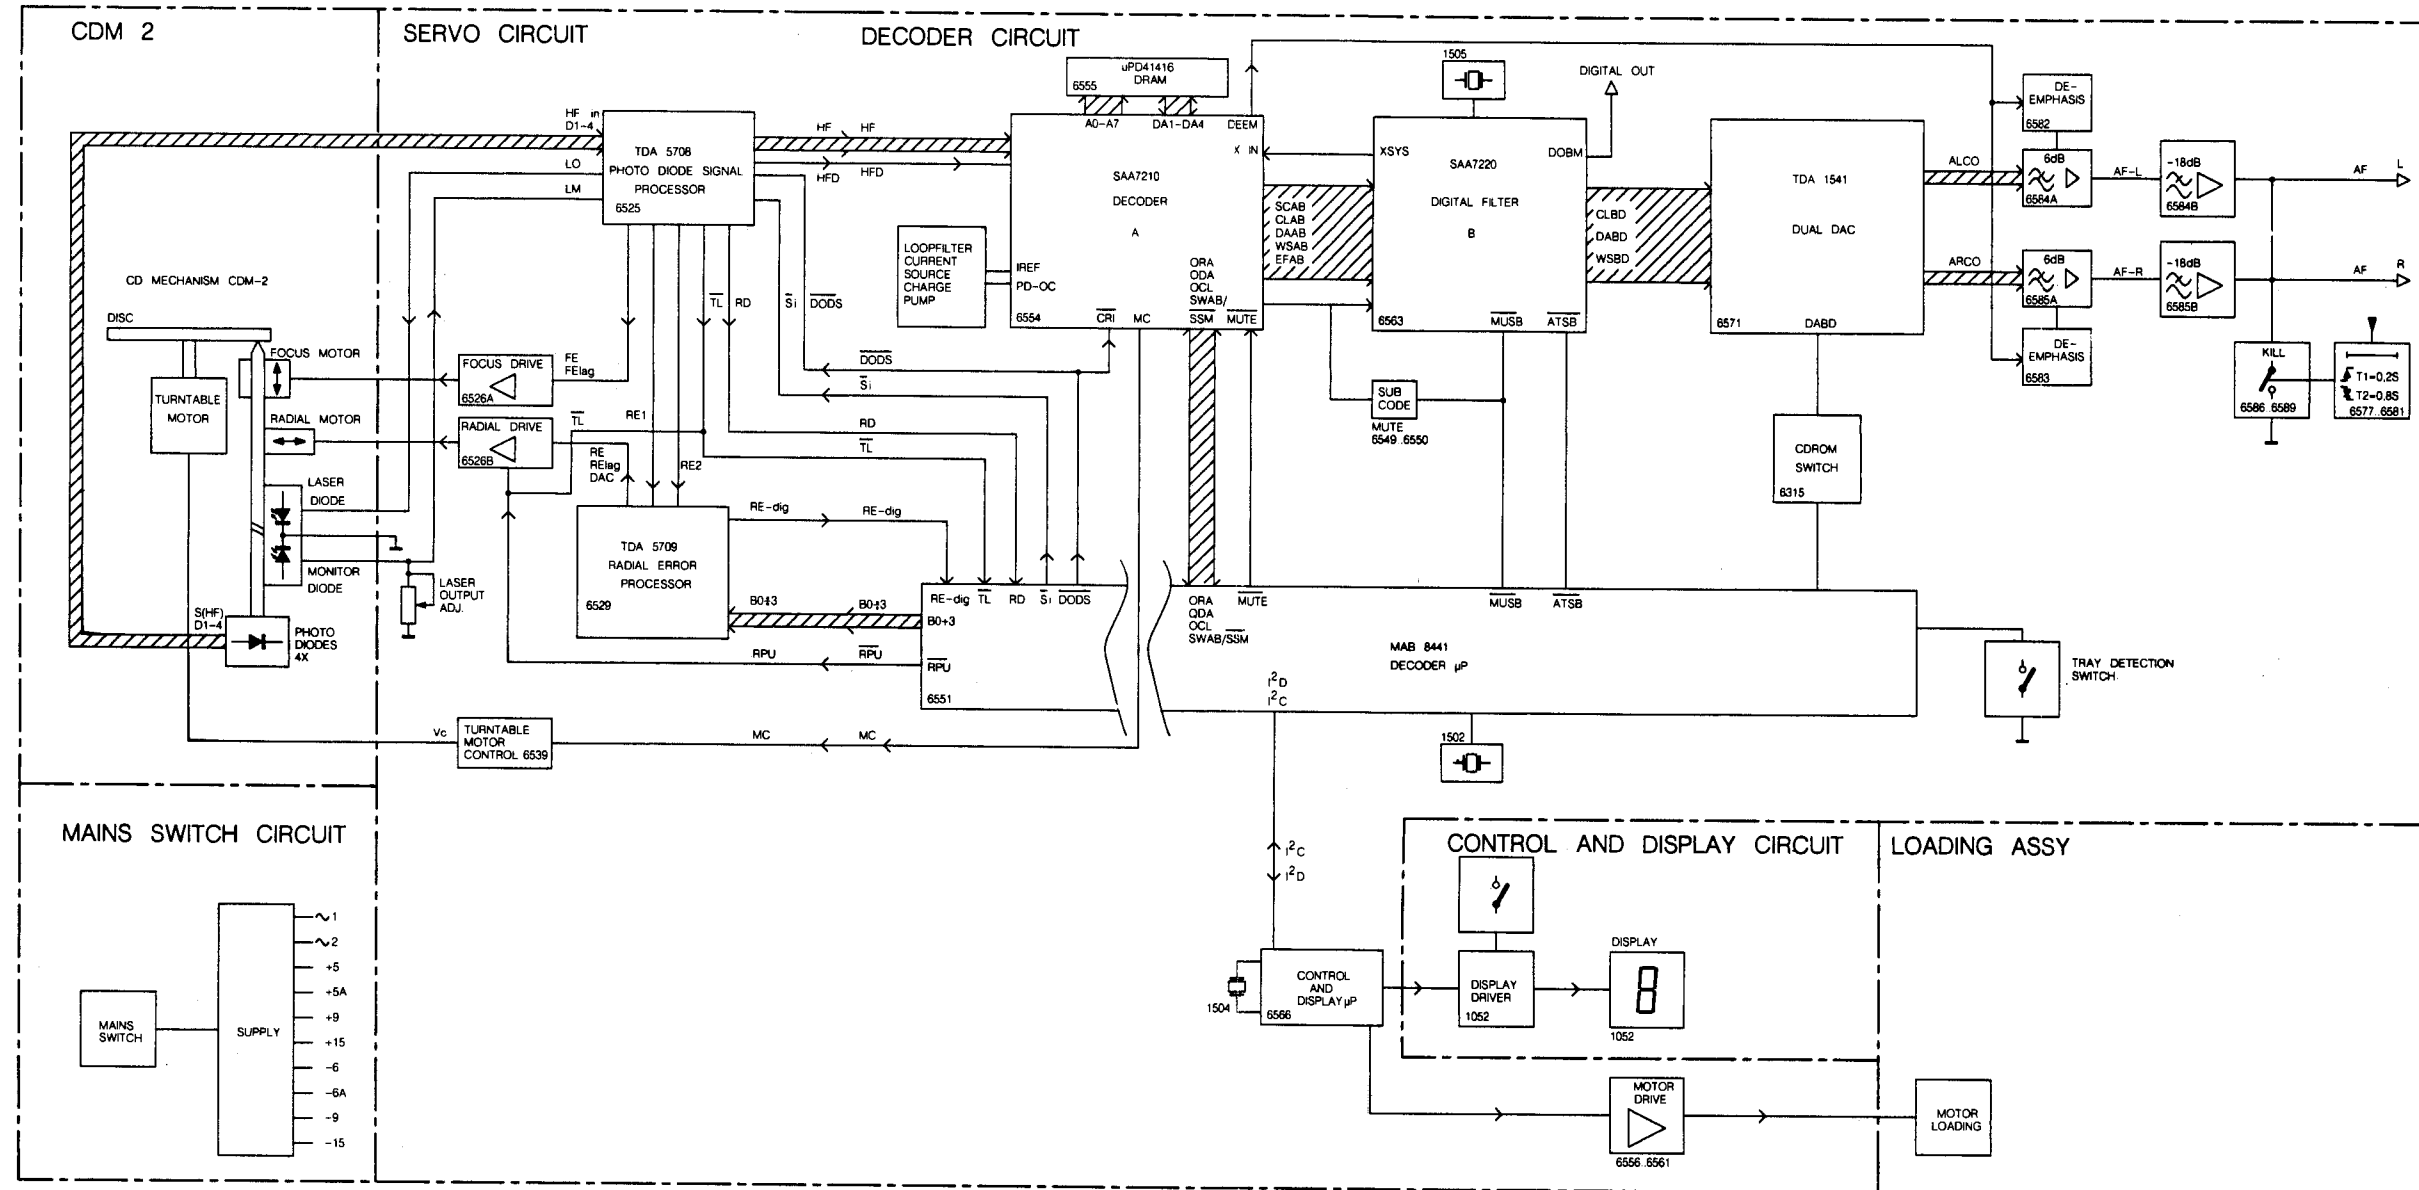 CDM 2
SERVO CIRCUIT
DECODER CIRCUIT
HF in
D1-4
LO
LM
TDA 5708
PHOTO DIODE SIGNAL
PROCESSOR
6525
HF HF
HFD HFD
uPD41416
DRAM
6555
A0-A7 DA1-DA4 DEEM
X IN
SAA7210
DECODER
A
IREF
PD-OC
6554
CRI MC
ORA
ODA
OCL
SWAB/
SSM MUTE
LOOPFILTER
CURRENT
SOURCE
CHARGE
PUMP
SCAB
CLAB
DAAB
WSAB
EFAB
1505
DIGITAL OUT
XSYS DOBM
SAA7220
DIGITAL FILTER
B
6563
MUSB ATSB
CLBD
DABD
WSBD
TDA 1541
DUAL DAC
6571
DABD
ALCO
ARCO
DE-
EMPHASIS
6582
6dB
6584A
AF-L
-18dB
6584B
AF
L
6dB
6585A
AF-R
-18dB
6585B
AF
R
DE-
EMPHASIS
6583
KILL
6586..6589
T1=0,2S
T2=0,8S
6577..6581
CD MECHANISM CDM-2
DISC
FOCUS MOTOR
TURNTABLE
MOTOR
RADIAL MOTOR
LASER
DIODE
MONITOR
DIODE
S(HF)
D1-4
PHOTO
DIODES
4X
LASER
OUTPUT
ADJ.
FOCUS DRIVE
6526A
FE
FElag
RADIAL DRIVE
6526B
TL
RE
RElag
DAC
RE1
RE2
TL RD
Si DODS
DODS
Si
RD
TL
RE-dig RE-dig
TDA 5709
RADIAL ERROR
PROCESSOR
6529
B0÷3 B0÷3
RPU RPU
RE-dig TL RD Si DODS
B0÷3
RPU
6551
SUB
CODE
MUTE
6549..6550
CDROM
SWITCH
6315
ORA
ODA
OCL
SWAB/SSM
MUTE
MUSB ATSB
MAB 8441
DECODER µP
I²D
I²C
TRAY DETECTION
SWITCH
Vc
TURNTABLE
MOTOR
CONTROL 6539
MC MC
1502
MAINS SWITCH CIRCUIT
MAINS
SWITCH
SUPPLY
~1
~2
+5
+5A
+9
+15
-6
-6A
-9
-15
I²C
I²D
1504
CONTROL
AND
DISPLAY µP
6566
CONTROL AND DISPLAY CIRCUIT
DISPLAY
DRIVER
1052
DISPLAY
8
1052
LOADING ASSY
MOTOR
DRIVE
6556..6561
MOTOR
LOADING